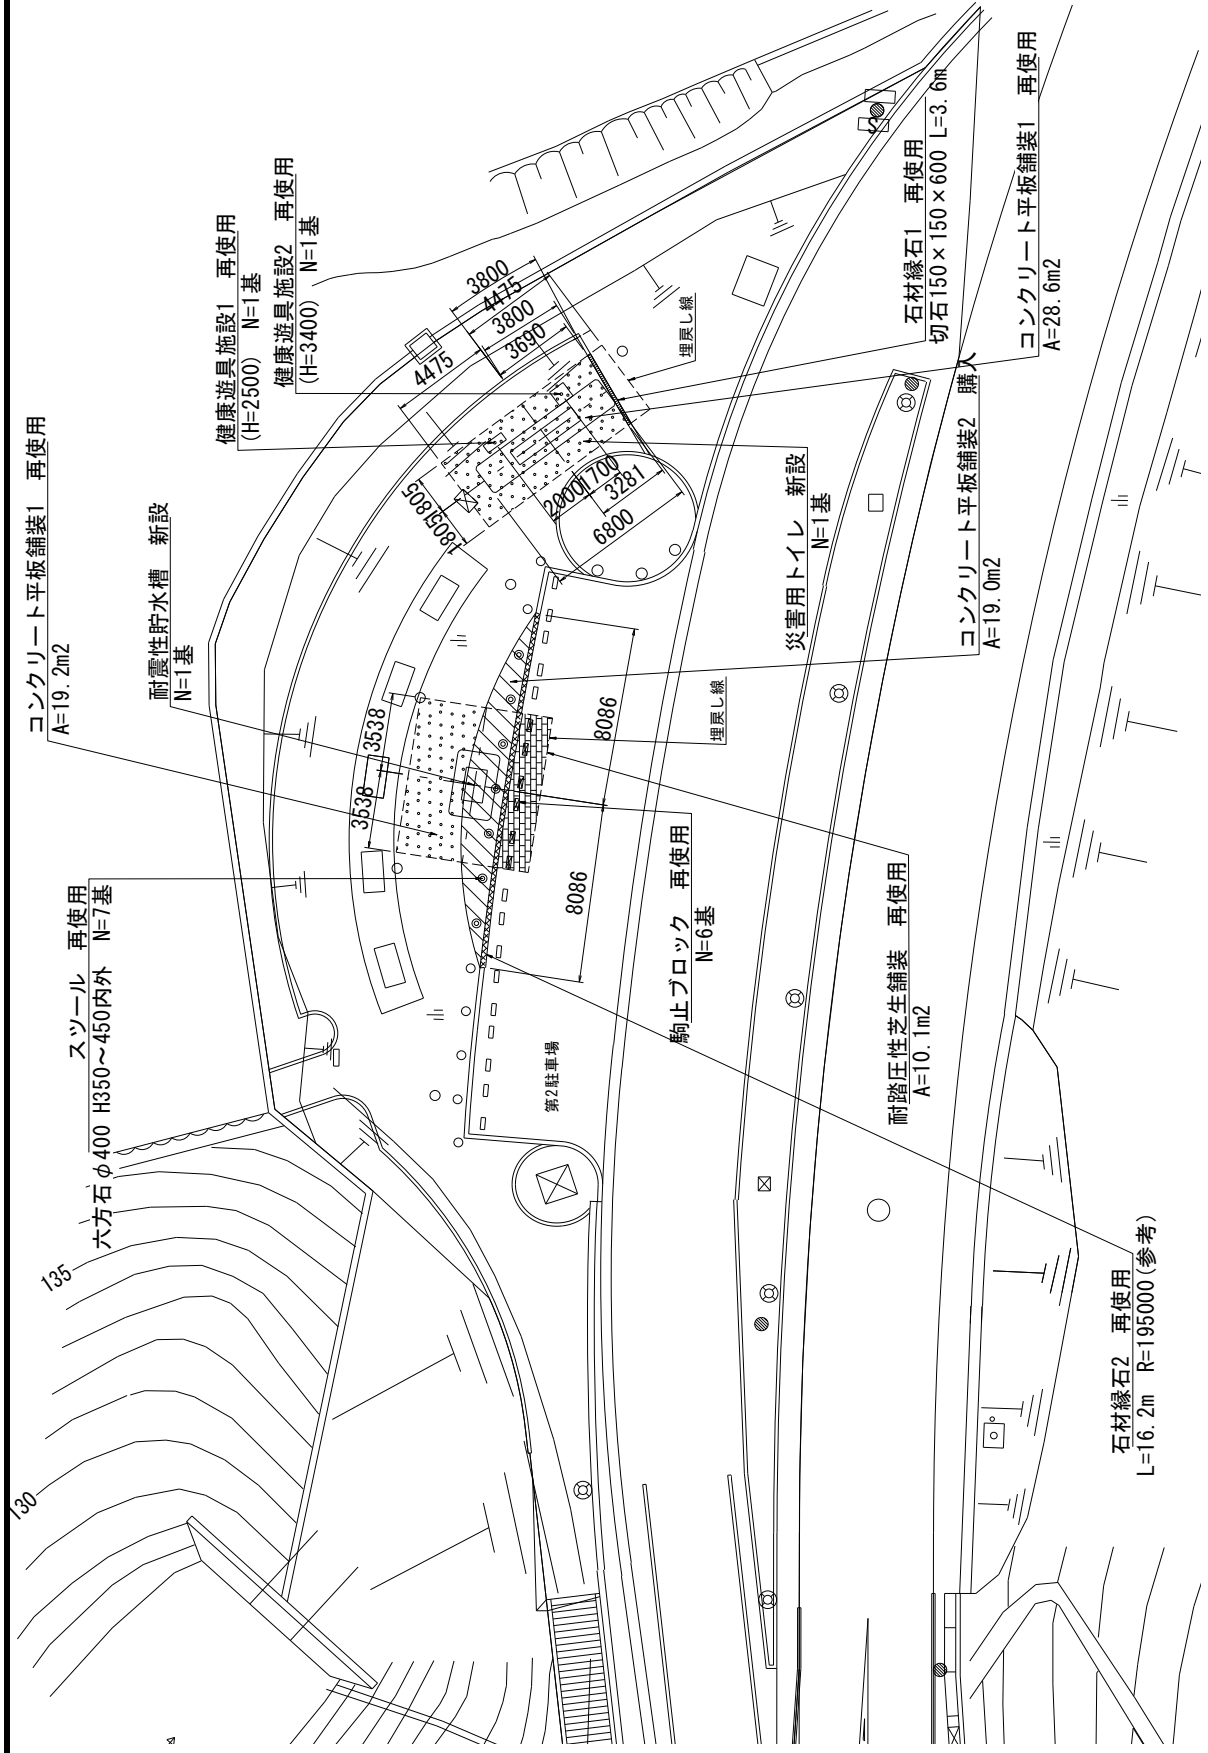 コンクリート平板舗装1　再使用
A=19.2m2
耐震性貯水槽　新設
N=1基
健康遊具施設1　再使用
(H=2500)　N=1基
健康遊具施設2　再使用
(H=3400)　N=1基
スツール　再使用
六方石φ400 H350〜450内外　N=7基
石材縁石1　再使用
切石150×150×600 L=3.6m
コンクリート平板舗装1　再使用
A=28.6m2
災害用トイレ　新設
N=1基
コンクリート平板舗装2　購入
A=19.0m2
駒止ブロック　再使用
N=6基
耐踏圧性芝生舗装　再使用
A=10.1m2
石材縁石2　再使用
L=16.2m　R=195000(参考)
埋戻し線
埋戻し線
第2駐車場
3800
4475
3800
3690
4475
1805
1805
2000
1700
3281
6800
3538
3538
8086
8086
135
130
S